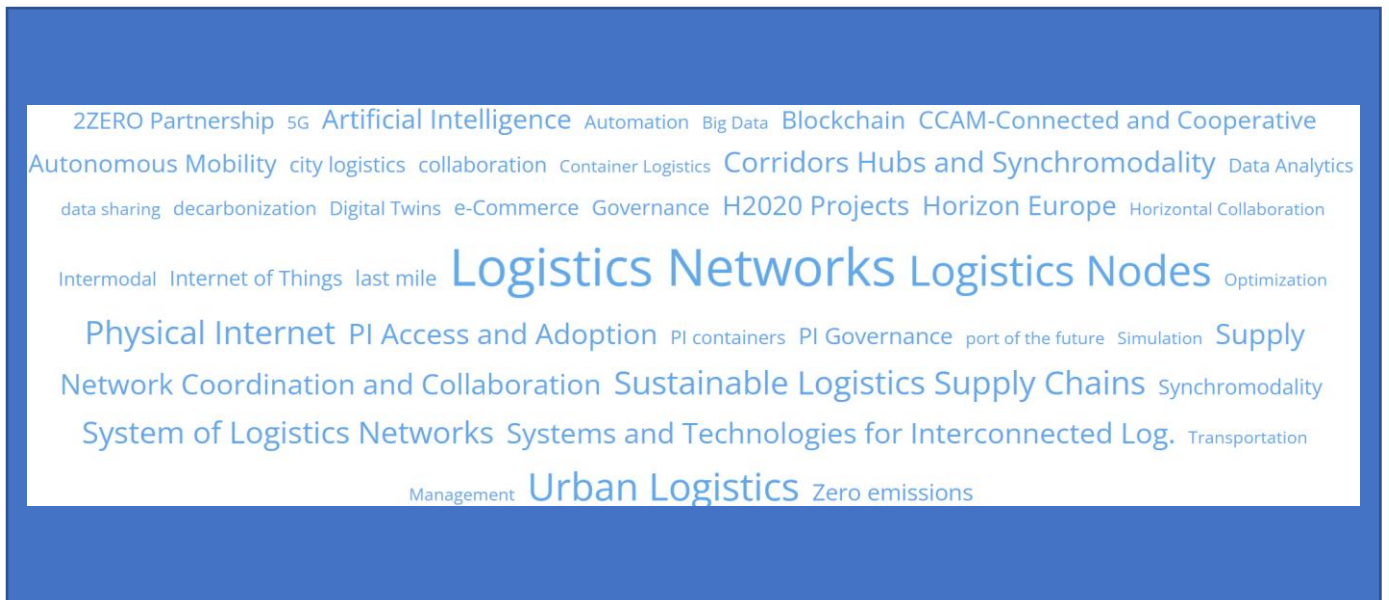 2ZERO Partnership 5G Artificial Intelligence Automation Big Data Blockchain CCAM-Connected and Cooperative
Autonomous Mobility city logistics collaboration Container Logistics Corridors Hubs and Synchromodality Data Analytics
data sharing decarbonization Digital Twins e-Commerce Governance H2020 Projects Horizon Europe Horizontal Collaboration
Intermodal Internet of Things last mile Logistics Networks Logistics Nodes Optimization
Physical Internet PI Access and Adoption PI containers PI Governance port of the future Simulation Supply
Network Coordination and Collaboration Sustainable Logistics Supply Chains Synchromodality
System of Logistics Networks Systems and Technologies for Interconnected Log. Transportation
Management Urban Logistics Zero emissions